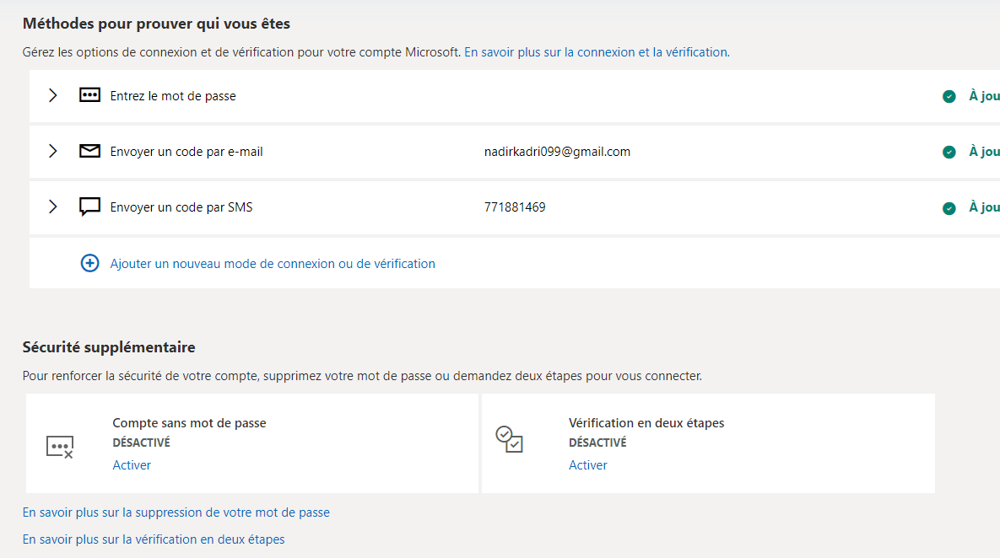 Méthodes pour prouver qui vous êtes
Gérez les options de connexion et de vérification pour votre compte Microsoft. En savoir plus sur la connexion et la vérification.
Entrez le mot de passe
À jou
Envoyer un code par e-mail
nadirkadri099@gmail.com
À jou
Envoyer un code par SMS
771881469
À jou
Ajouter un nouveau mode de connexion ou de vérification
Sécurité supplémentaire
Pour renforcer la sécurité de votre compte, supprimez votre mot de passe ou demandez deux étapes pour vous connecter.
Compte sans mot de passe
DÉSACTIVÉ
Activer
Vérification en deux étapes
DÉSACTIVÉ
Activer
En savoir plus sur la suppression de votre mot de passe
En savoir plus sur la vérification en deux étapes